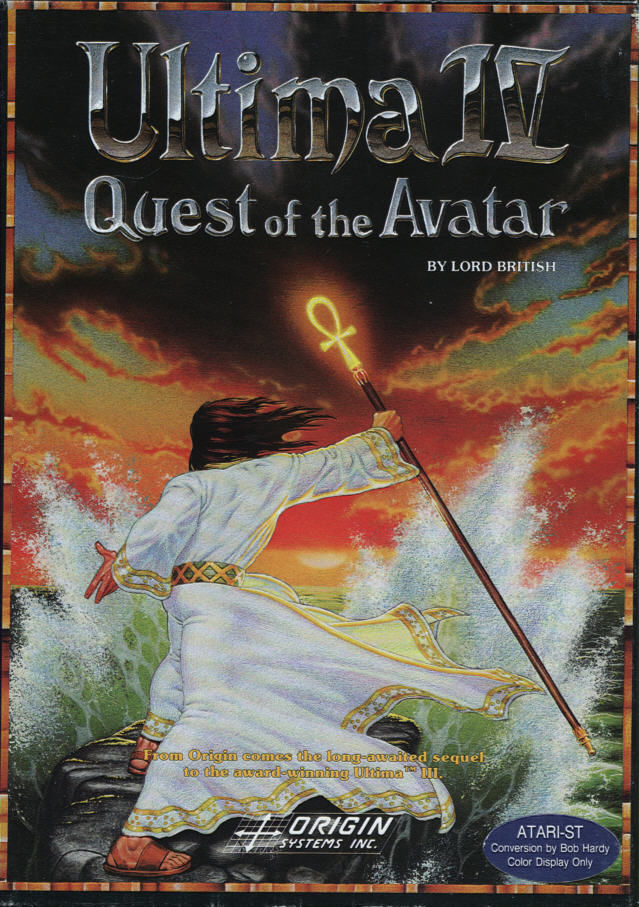 Ultima IV
Quest of the Avatar
BY LORD BRITISH
From Origin comes the long-awaited sequel
to the award-winning Ultima™ III.
ORIGIN
SYSTEMS INC.
ATARI-ST
Conversion by Bob Hardy
Color Display Only